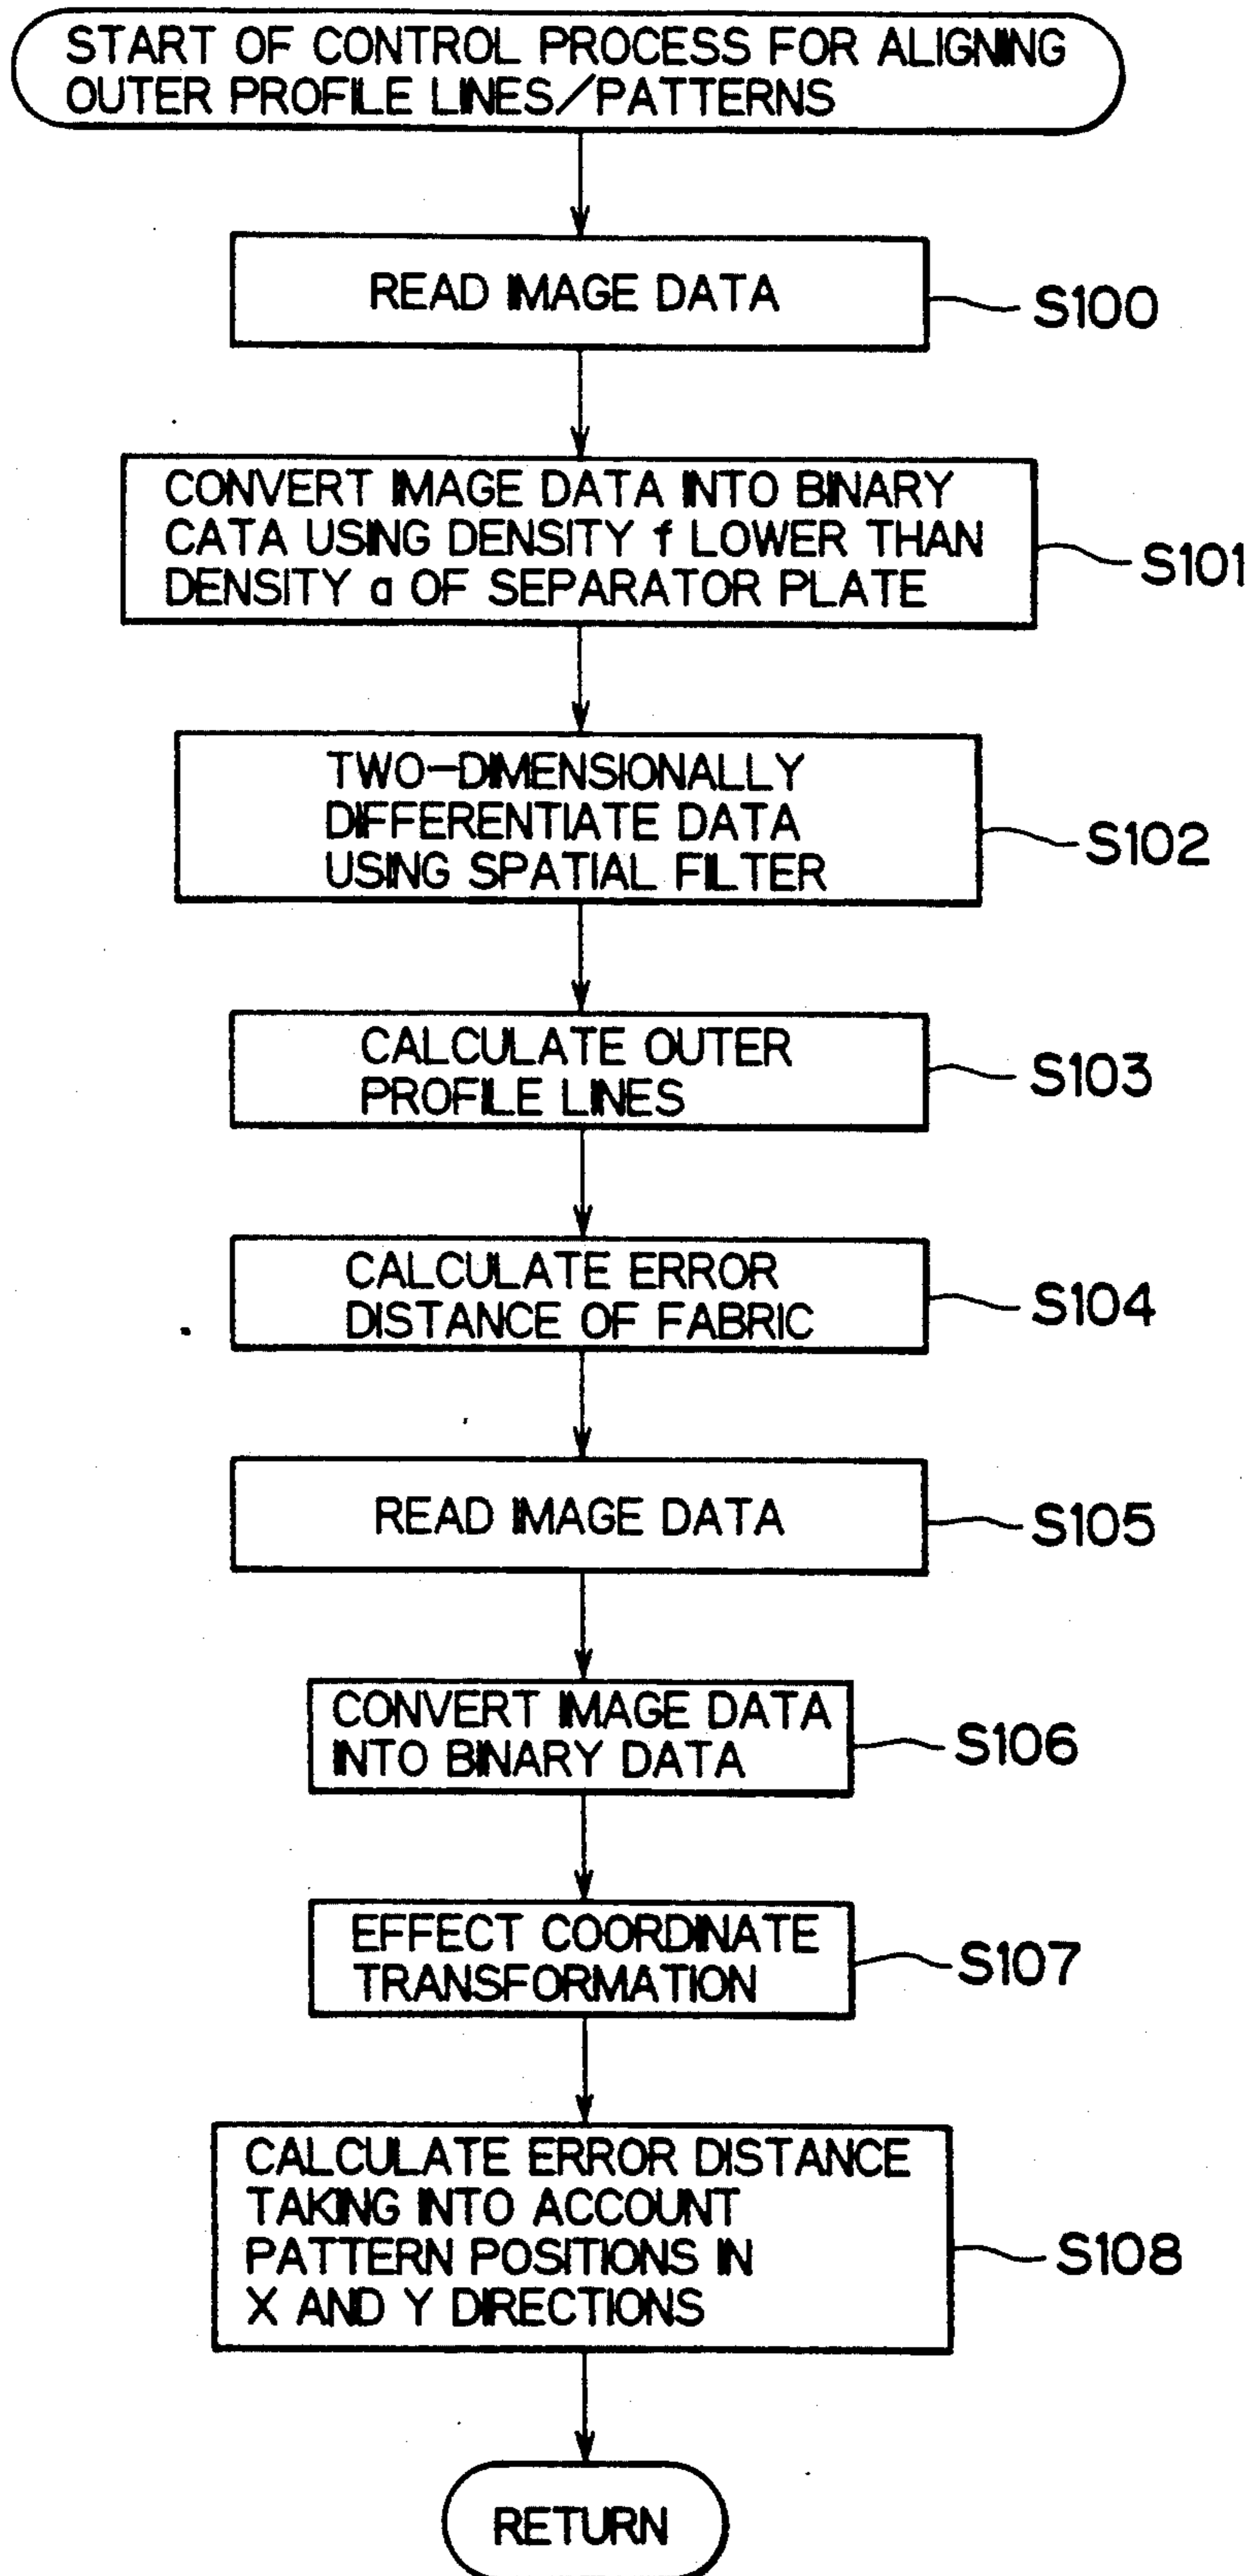 START OF CONTROL PROCESS FOR ALIGNING
OUTER PROFILE LINES/PATTERNS
READ IMAGE DATA
S100
CONVERT IMAGE DATA INTO BINARY
CATA USING DENSITY f LOWER THAN
DENSITY a OF SEPARATOR PLATE
S101
TWO-DIMENSIONALLY
DIFFERENTIATE DATA
USING SPATIAL FILTER
S102
CALCULATE OUTER
PROFILE LINES
S103
CALCULATE ERROR
DISTANCE OF FABRIC
S104
READ IMAGE DATA
S105
CONVERT IMAGE DATA
INTO BINARY DATA
S106
EFFECT COORDINATE
TRANSFORMATION
S107
CALCULATE ERROR DISTANCE
TAKING INTO ACCOUNT
PATTERN POSITIONS IN
X AND Y DIRECTIONS
S108
RETURN